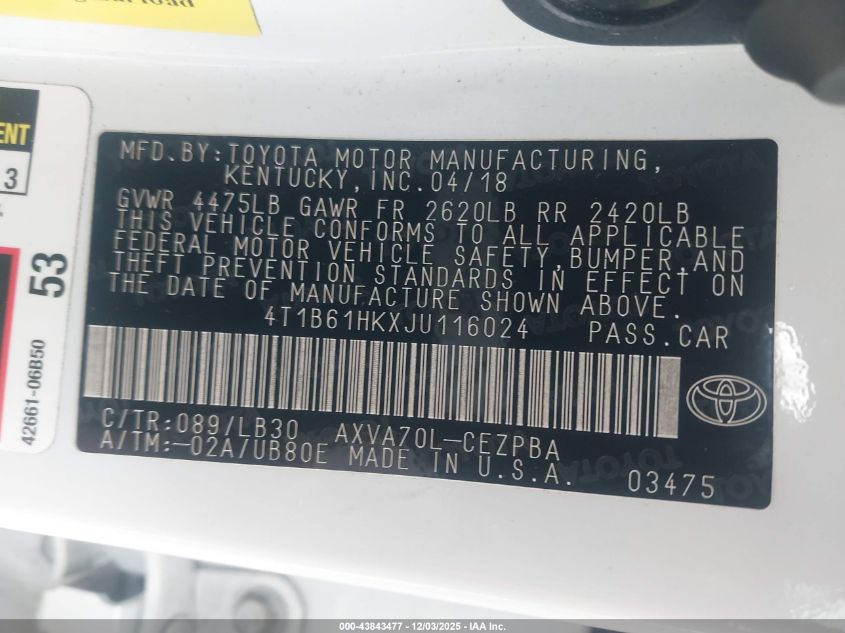 ENT
3
53
42661-06B50
MFD.BY:TOYOTA MOTOR MANUFACTURING,
KENTUCKY,INC.04/18
GVWR 4475LB GAWR FR 2620LB RR 2420LB
THIS VEHICLE CONFORMS TO ALL APPLICABLE
FEDERAL MOTOR VEHICLE SAFETY,BUMPER,AND
THEFT PREVENTION STANDARDS IN EFFECT ON
THE DATE OF MANUFACTURE SHOWN ABOVE.
4T1B61HKXJU116024 PASS.CAR
C/TR:089/LB30 AXVA70L-CEZPBA
A/TM:-02A/UB80E MADE IN U.S.A.
03475
000-43843477 - 12/03/2025 - IAA Inc.